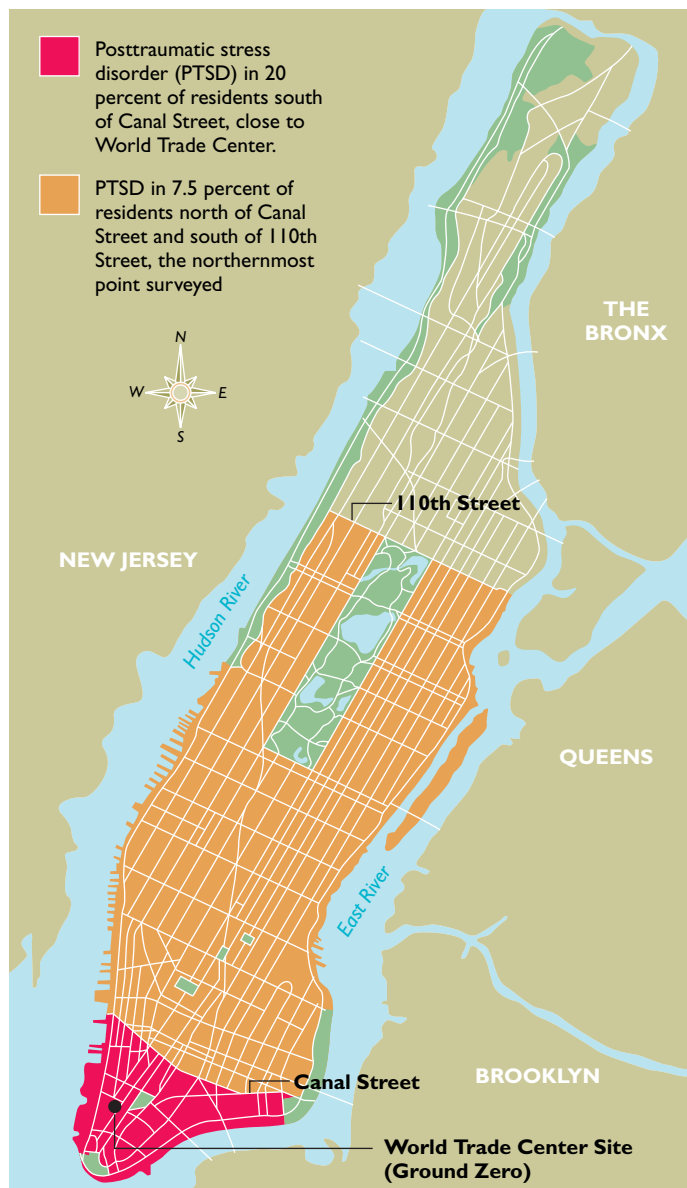 Posttraumatic stress
disorder (PTSD) in 20
percent of residents south
of Canal Street, close to
World Trade Center.
PTSD in 7.5 percent of
residents north of Canal
Street and south of 110th
Street, the northernmost
point surveyed
N
W
E
S
THE
BRONX
110th Street
NEW JERSEY
Hudson River
QUEENS
East River
Canal Street
BROOKLYN
World Trade Center Site
(Ground Zero)